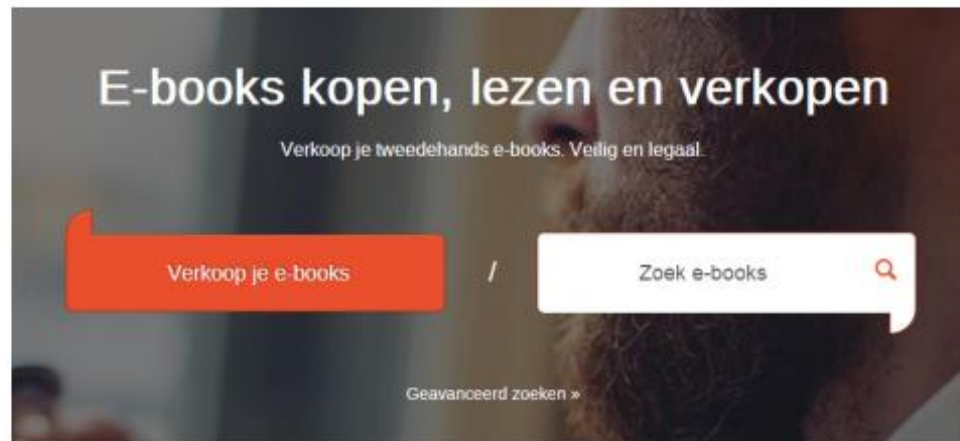 E-books kopen, lezen en verkopen
Verkoop je tweedehands e-books. Veilig en legaal.
Verkoop je e-books / Zoek e-books
Geavanceerd zoeken »